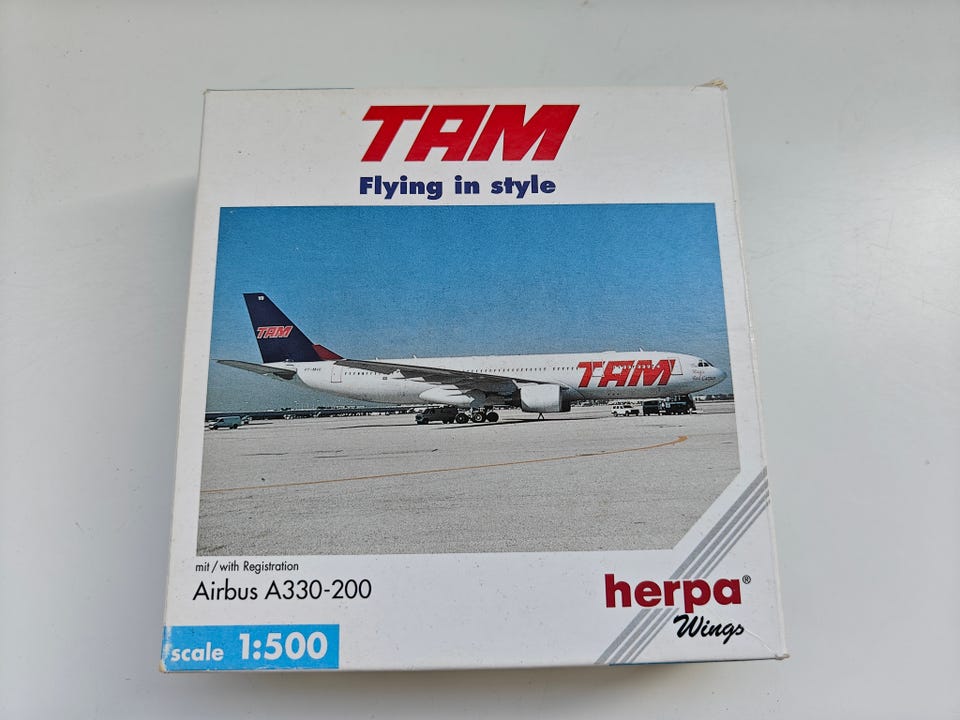 TAM
Flying in style
TAM
TAM
mit / with Registration
Airbus A330-200
herpa®
Wings
scale 1:500